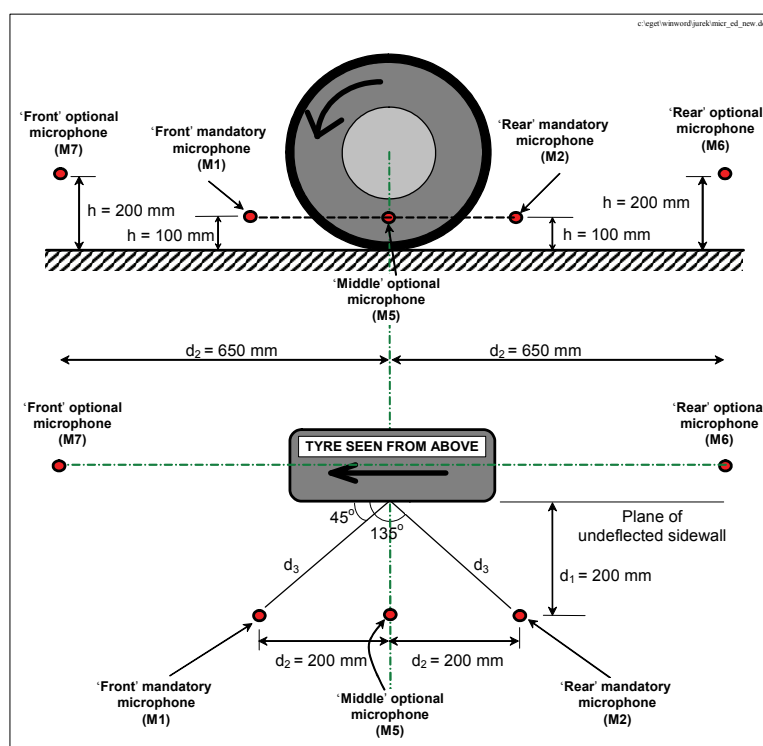 c:\eget\winword\jurek\micr_ed_new.do
'Front' optional
microphone
(M7)
'Front' mandatory
microphone
(M1)
'Rear' mandatory
microphone
(M2)
'Rear' optional
microphone
(M6)
h = 200 mm
h = 100 mm
h = 200 mm
h = 100 mm
'Middle' optional
microphone
(M5)
d2 = 650 mm
d2 = 650 mm
'Front' optional
microphone
(M7)
'Rear' optional
microphone
(M6)
TYRE SEEN FROM ABOVE
45°
135°
Plane of
undeflected sidewall
d3
d3
d1 = 200 mm
d2 = 200 mm
d2 = 200 mm
'Front' mandatory
microphone
(M1)
'Middle' optional
microphone
(M5)
'Rear' mandatory
microphone
(M2)